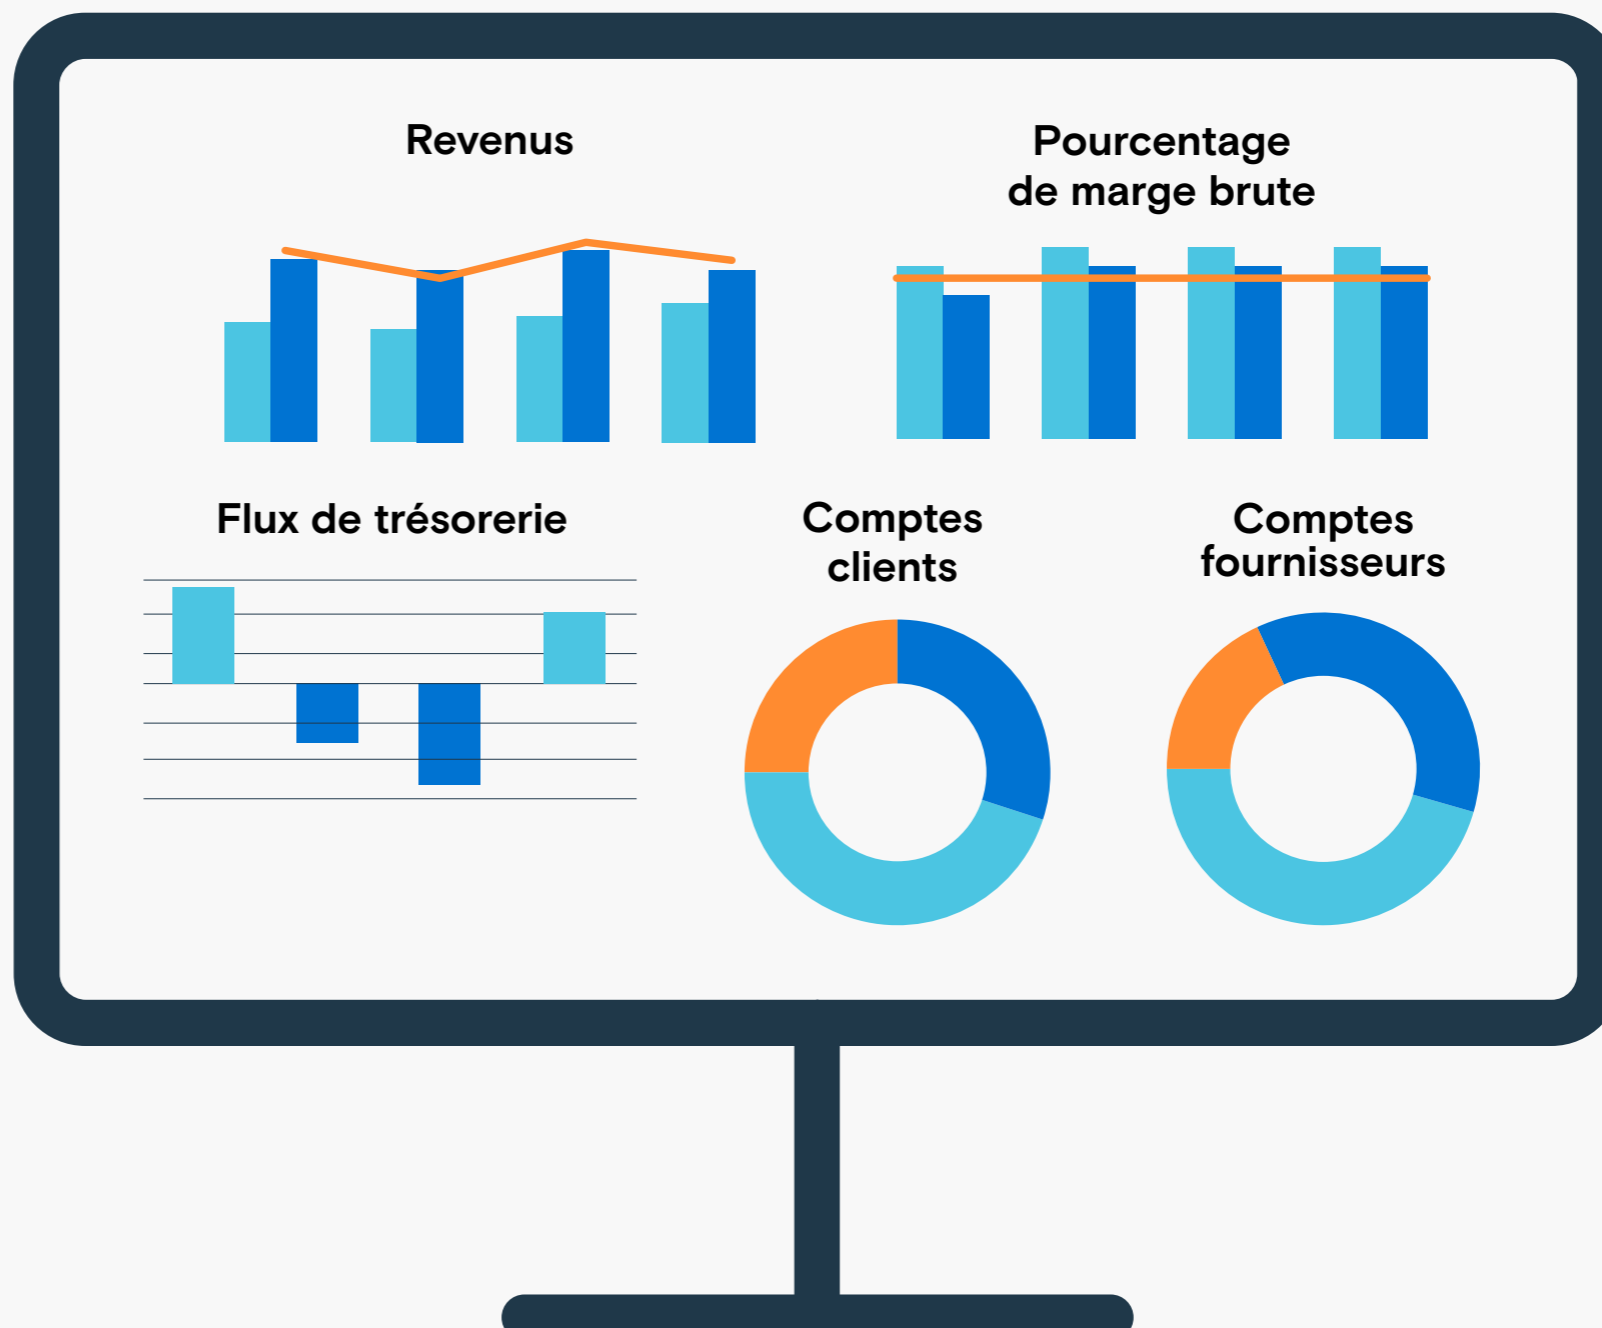 Revenus
Pourcentage
de marge brute
Flux de trésorerie
Comptes
clients
Comptes
fournisseurs